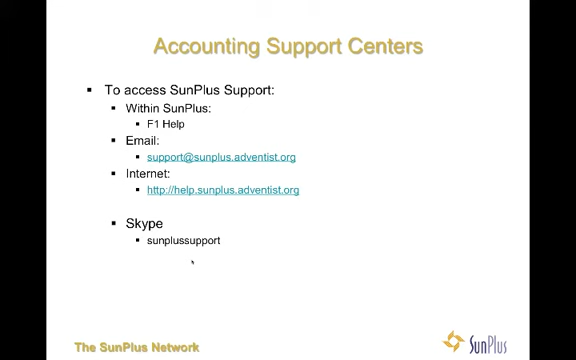 Accounting Support Centers
To access SunPlus Support:
Within SunPlus:
F1 Help
Email:
support@sunplus.adventist.org
Internet:
http://help.sunplus.adventist.org
Skype
sunplussupport
The SunPlus Network
SunPlus